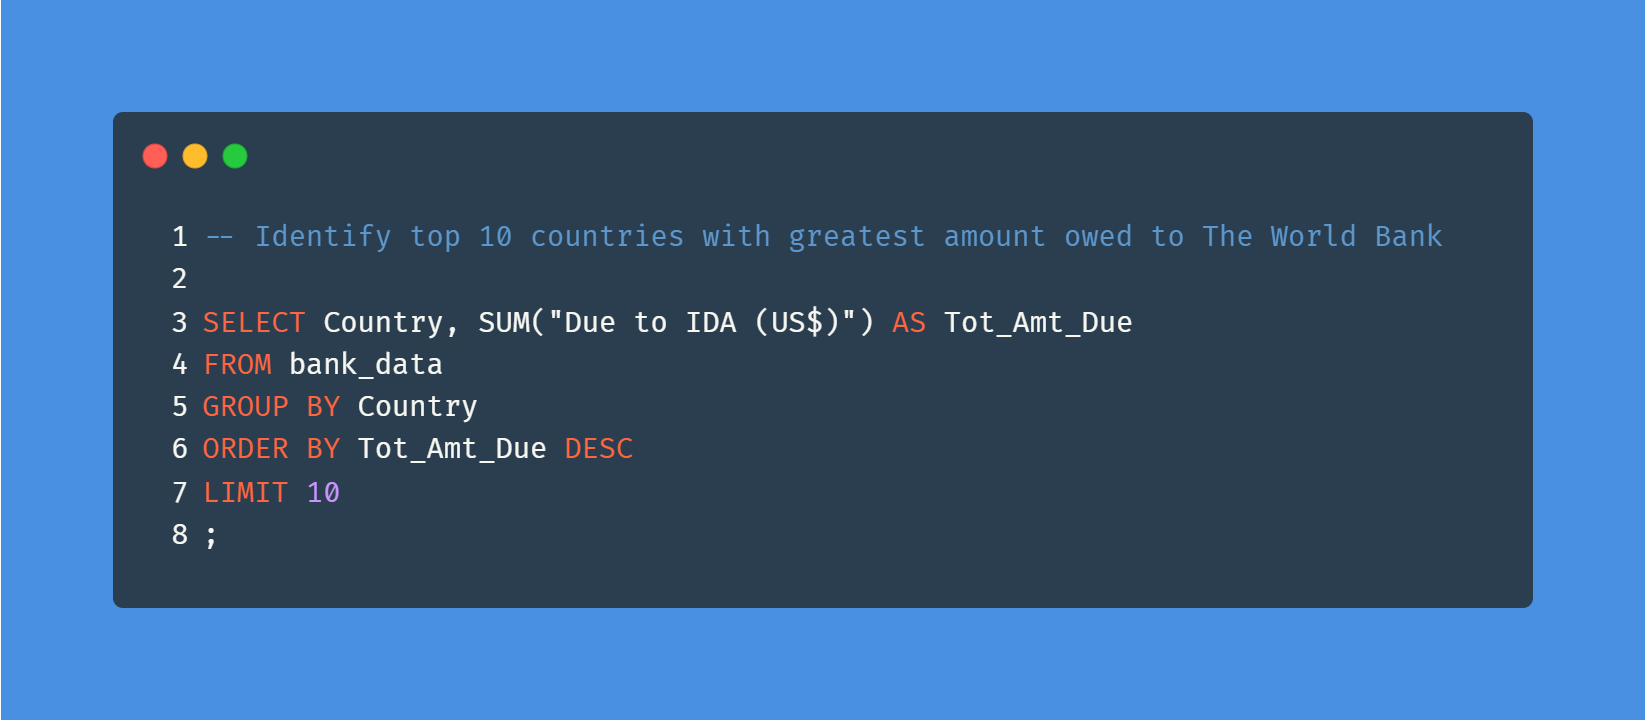 1 -- Identify top 10 countries with greatest amount owed to The World Bank
2
3 SELECT Country, SUM("Due to IDA (US$)") AS Tot_Amt_Due
4 FROM bank_data
5 GROUP BY Country
6 ORDER BY Tot_Amt_Due DESC
7 LIMIT 10
8 ;